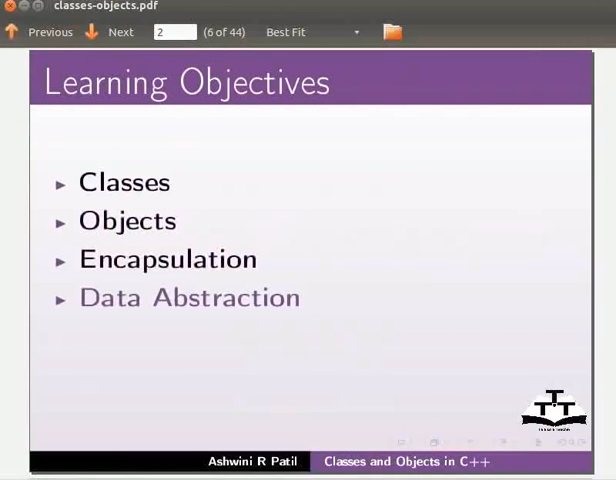 classes-objects.pdf
Previous Next 2 (6 of 44) Best Fit
Learning Objectives
Classes
Objects
Encapsulation
Data Abstraction
Ashwini R Patil Classes and Objects in C++